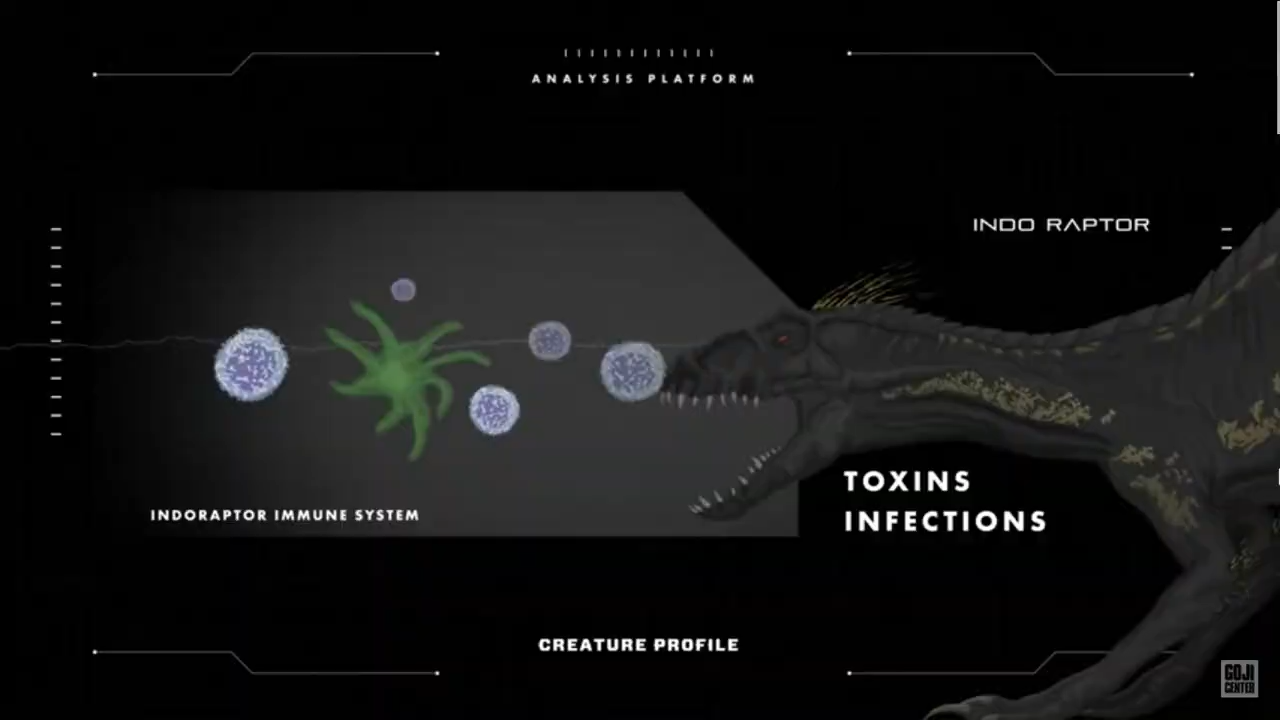 ANALYSIS PLATFORM
INDO RAPTOR
TOXINS
INFECTIONS
INDORAPTOR IMMUNE SYSTEM
CREATURE PROFILE
GOJI
CENTER